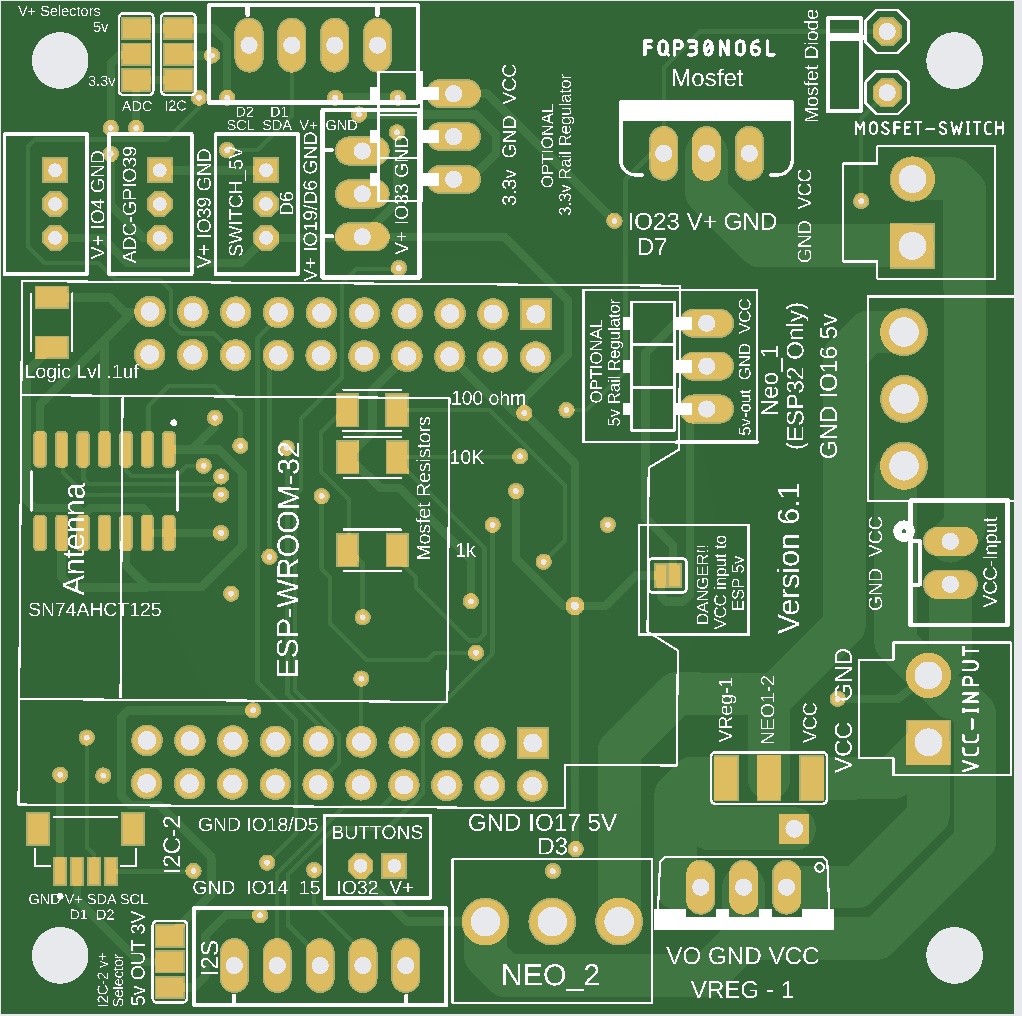 V+ Selectors
5v
3.3v
ADC
I2C
D2 D1
SCL SDA V+ GND
FQP30N06L
Mosfet
Mosfet Diode
MOSFET-SWITCH
3.3v GND VCC
OPTIONAL
3.3v Rail Regulator
V+ IO4 GND
ADC-GPIO39
V+ IO39 GND
SWITCH_5V
D6
V+ IO19/D6 GND
V+ IO33 GND
IO23 V+ GND
D7
GND VCC
Logic Lvl .1uf
OPTIONAL
5v Rail Regulator
5v-out GND VCC
Neo_1
(ESP32 Only)
GND IO16 5v
100 ohm
10K
Mosfet Resistors
1k
Antenna
SN74AHCT125
ESP-WROOM-32
DANGER!!
VCC Input to
ESP 5v
Version 6.1
GND VCC
VCC-Input
VCC GND
VCC-INPUT
VReg-1
NEO1-2
VCC
I2C-2
GND IO18/D5
BUTTONS
GND IO17 5V
D3
GND IO14 15
IO32 V+
GND V+ SDA SCL
D1 D2
I2C-2 v+
Selector
5v OUT 3V
I2S
NEO_2
VO GND VCC
VREG - 1